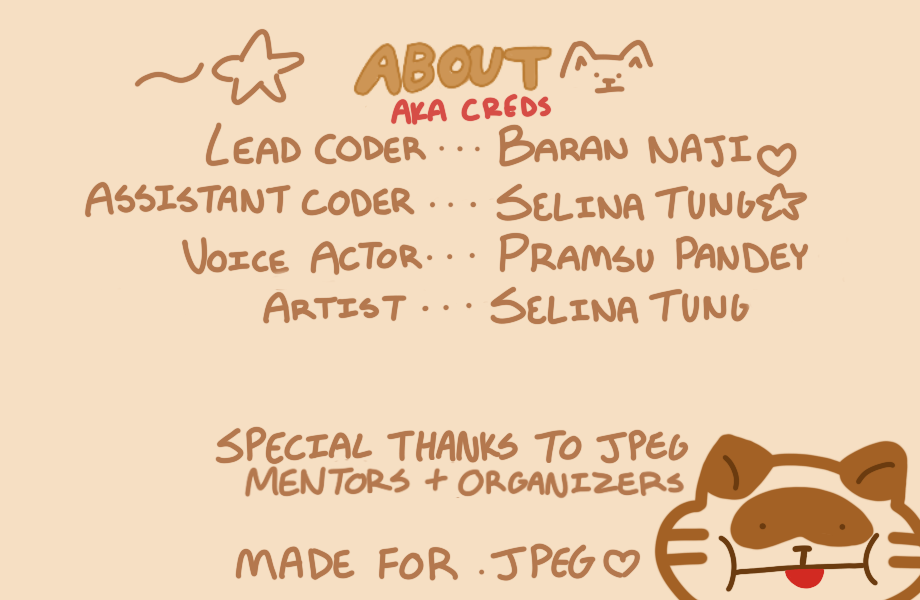 ABOUT
AKA CREDS
LEAD CODER ... BARAN NAJI
ASSISTANT CODER ... SELINA TUNG
VOICE ACTOR ... PRAMSU PANDEY
ARTIST ... SELINA TUNG
SPECIAL THANKS TO JPEG
MENTORS + ORGANIZERS
MADE FOR .JPEG